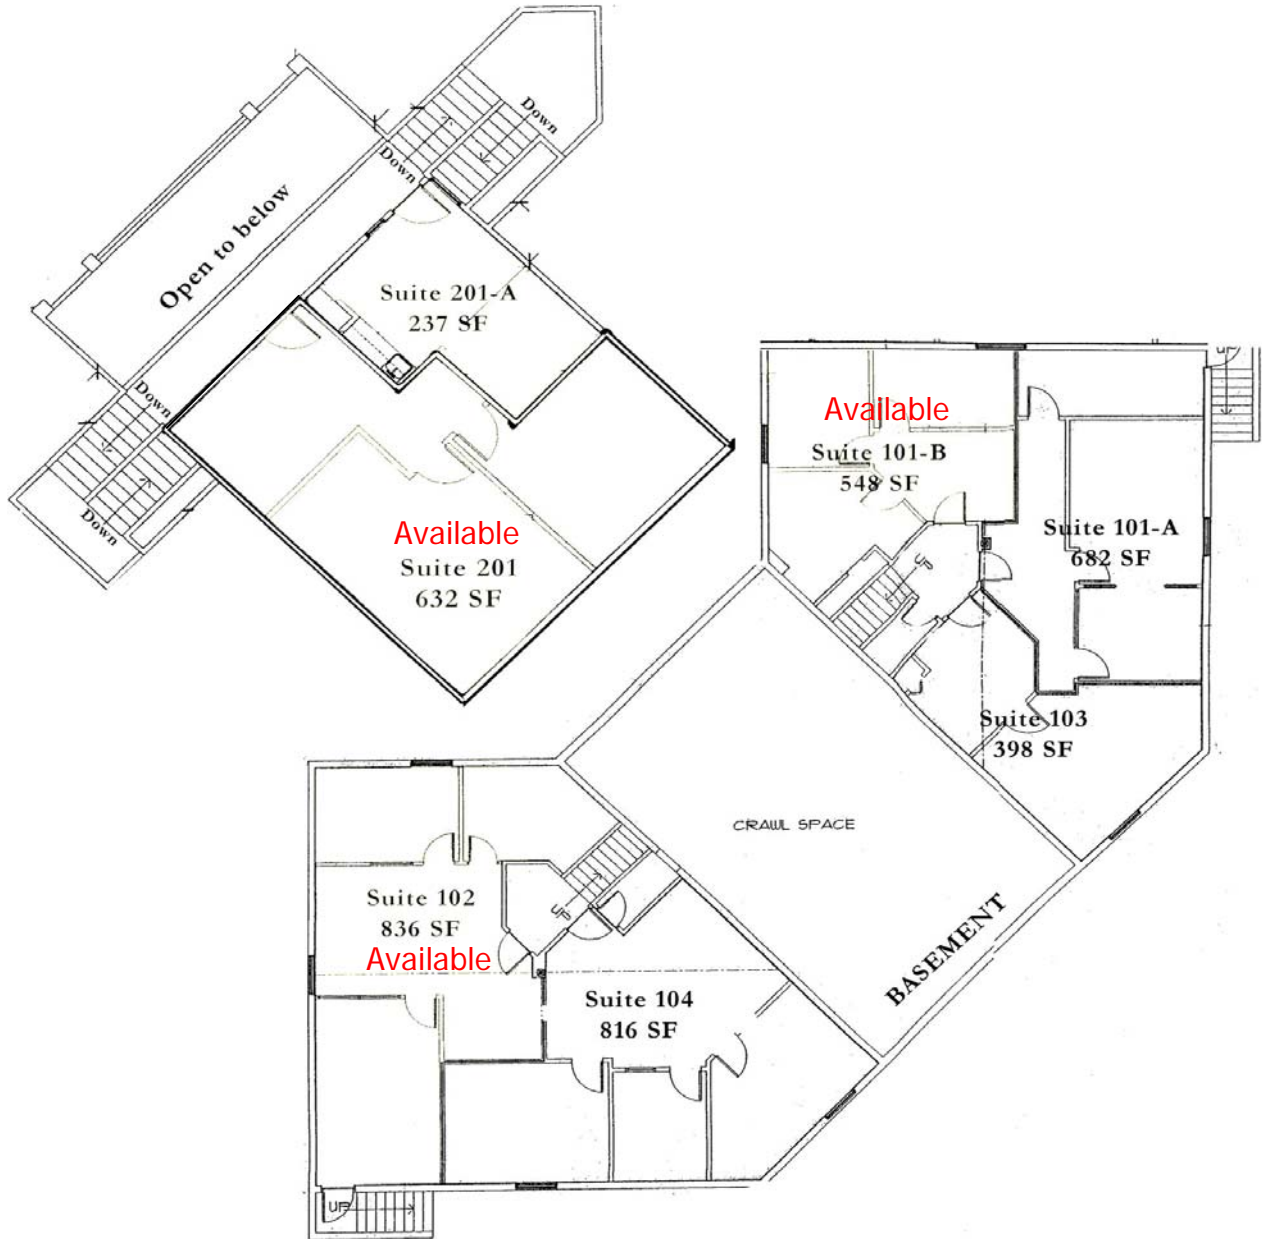 Down
Down
Open to below
Suite 201-A
237 SF
Down
Down
Available
Suite 201
632 SF
UP
Available
Suite 101-B
548 SF
Suite 101-A
682 SF
UP
Suite 103
398 SF
CRAWL SPACE
BASEMENT
Suite 102
836 SF
Available
UP
Suite 104
816 SF
UP